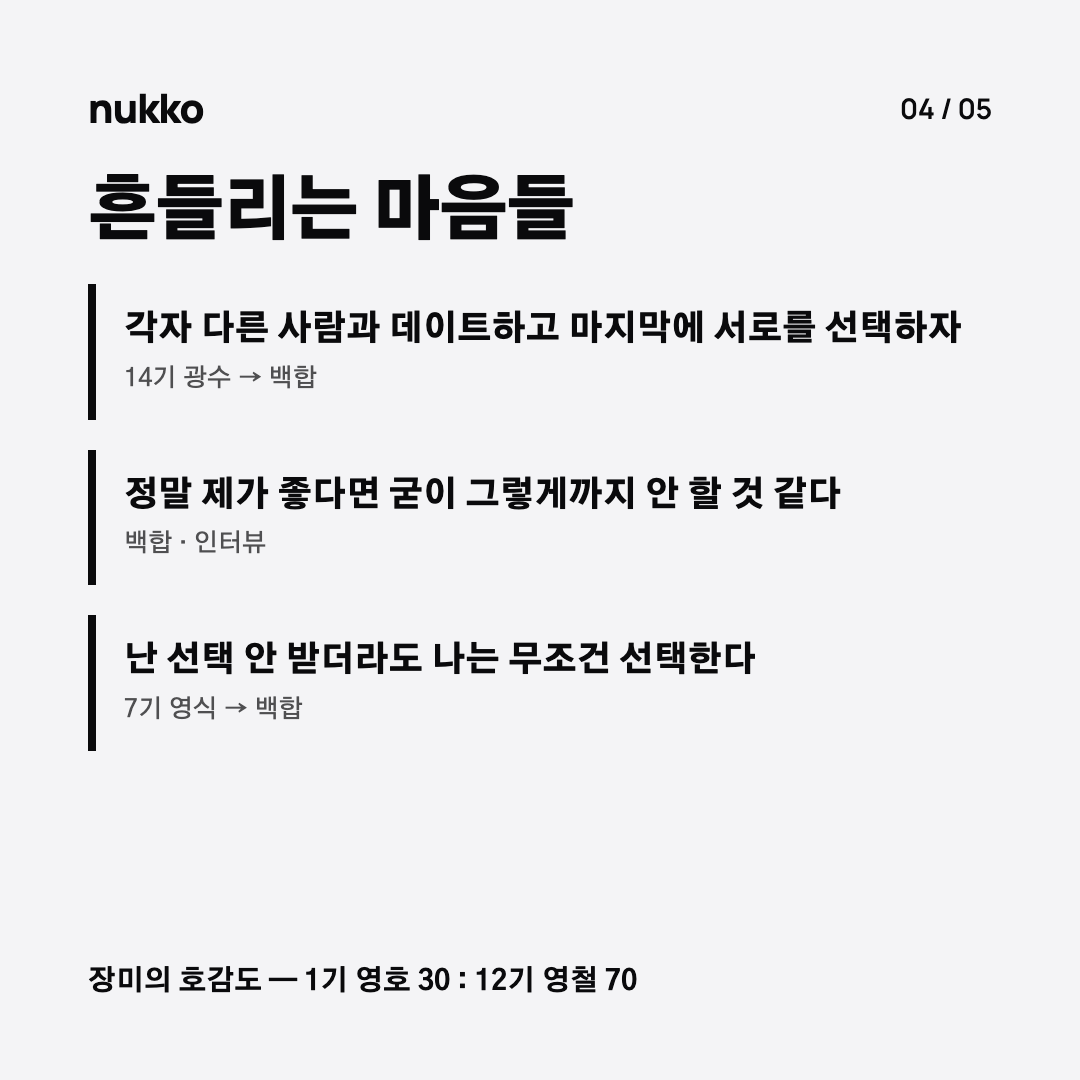 nukko
04 / 05
흔들리는 마음들
각자 다른 사람과 데이트하고 마지막에 서로를 선택하자
14기 광수 → 백합
정말 제가 좋다면 굳이 그렇게까지 안 할 것 같다
백합 · 인터뷰
난 선택 안 받더라도 나는 무조건 선택한다
7기 영식 → 백합
장미의 호감도 — 1기 영호 30 : 12기 영철 70